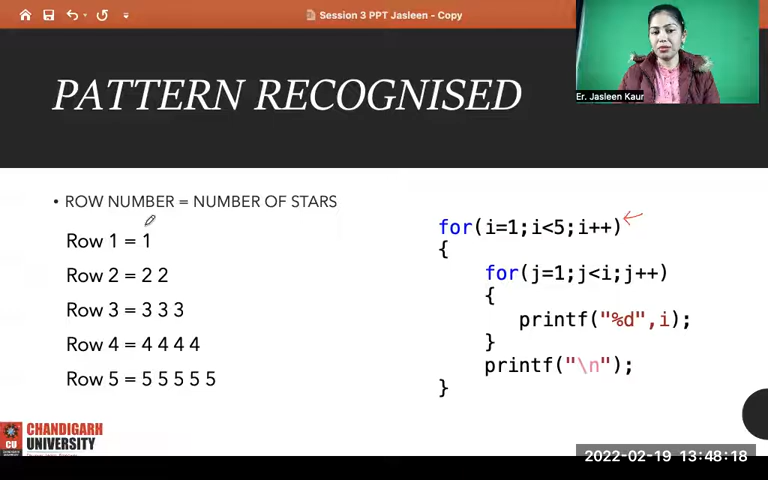 Session 3 PPT Jasleen - Copy
PATTERN RECOGNISED
Er. Jasleen Kaur
• ROW NUMBER = NUMBER OF STARS
Row 1 = 1
Row 2 = 2 2
Row 3 = 3 3 3
Row 4 = 4 4 4 4
Row 5 = 5 5 5 5 5
for(i=1;i<5;i++)
{
for(j=1;j<i;j++)
{
printf("%d",i);
}
printf("\n");
}
CU
CHANDIGARH
UNIVERSITY
2022-02-19 13:48:18